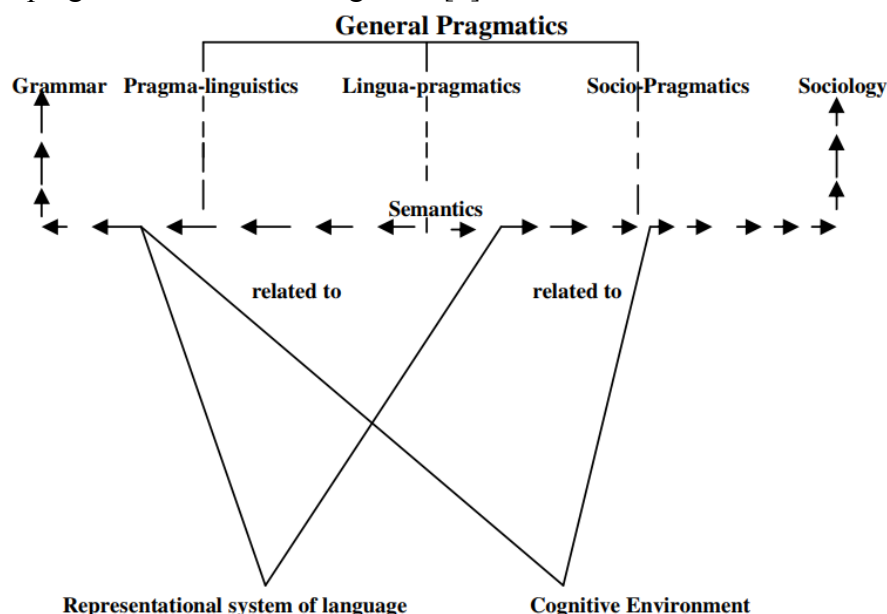 General Pragmatics
Grammar Pragma-linguistics Lingua-pragmatics Socio-Pragmatics Sociology
Semantics
related to related to
Representational system of language Cognitive Environment